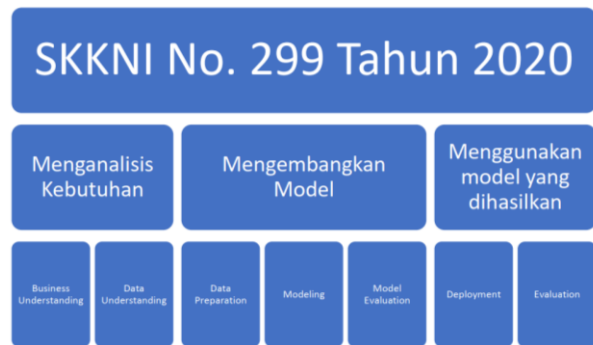 SKKNI No. 299 Tahun 2020
Menganalisis
Kebutuhan
Mengembangkan
Model
Menggunakan
model yang
dihasilkan
Business
Understanding
Data
Understanding
Data
Preparation
Modeling
Model
Evaluation
Deployment
Evaluation